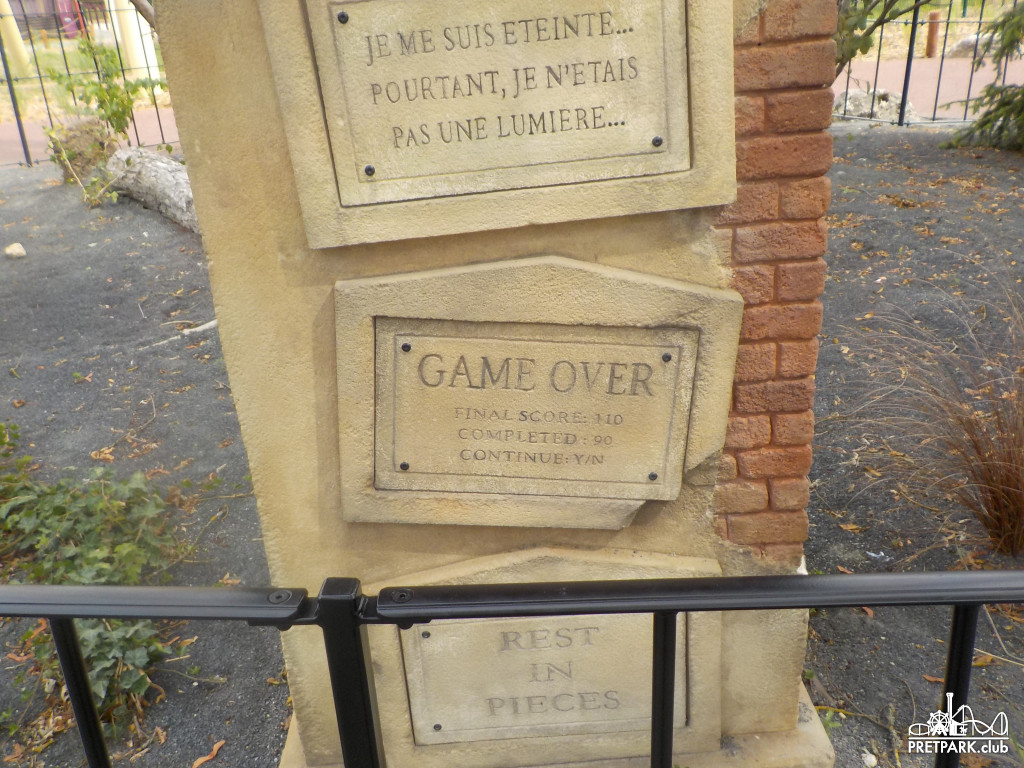 JE ME SUIS ETEINTE...
POURTANT, JE N'ETAIS
PAS UNE LUMIERE...
GAME OVER
FINAL SCORE: 110
COMPLETED : 90
CONTINUE: Y/N
REST
IN
PIECES
PRETPARK.club